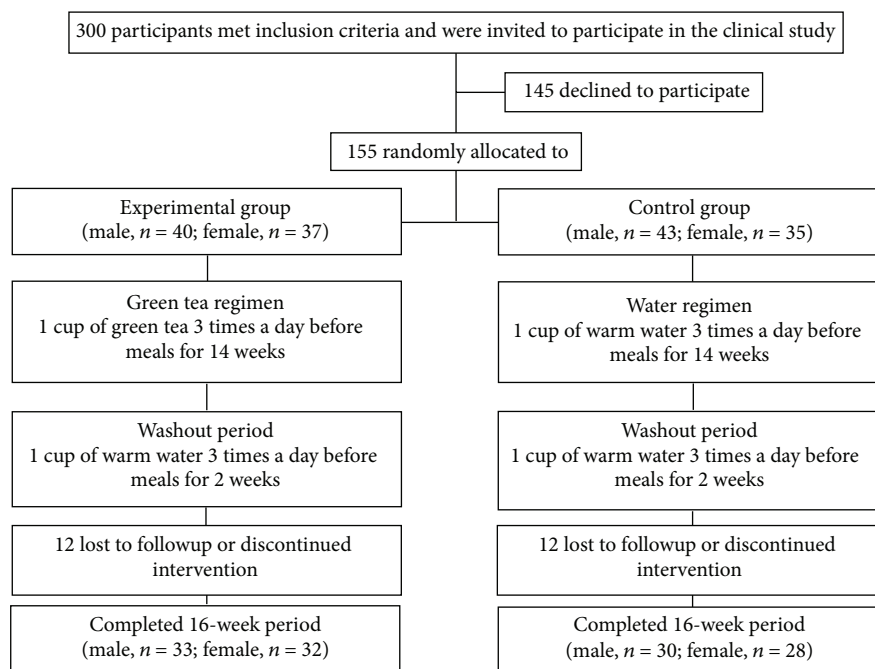 300 participants met inclusion criteria and were invited to participate in the clinical study
145 declined to participate
155 randomly allocated to
Experimental group
(male, n = 40; female, n = 37)
Control group
(male, n = 43; female, n = 35)
Green tea regimen
1 cup of green tea 3 times a day before
meals for 14 weeks
Water regimen
1 cup of warm water 3 times a day before
meals for 14 weeks
Washout period
1 cup of warm water 3 times a day before
meals for 2 weeks
Washout period
1 cup of warm water 3 times a day before
meals for 2 weeks
12 lost to followup or discontinued
intervention
12 lost to followup or discontinued
intervention
Completed 16-week period
(male, n = 33; female, n = 32)
Completed 16-week period
(male, n = 30; female, n = 28)